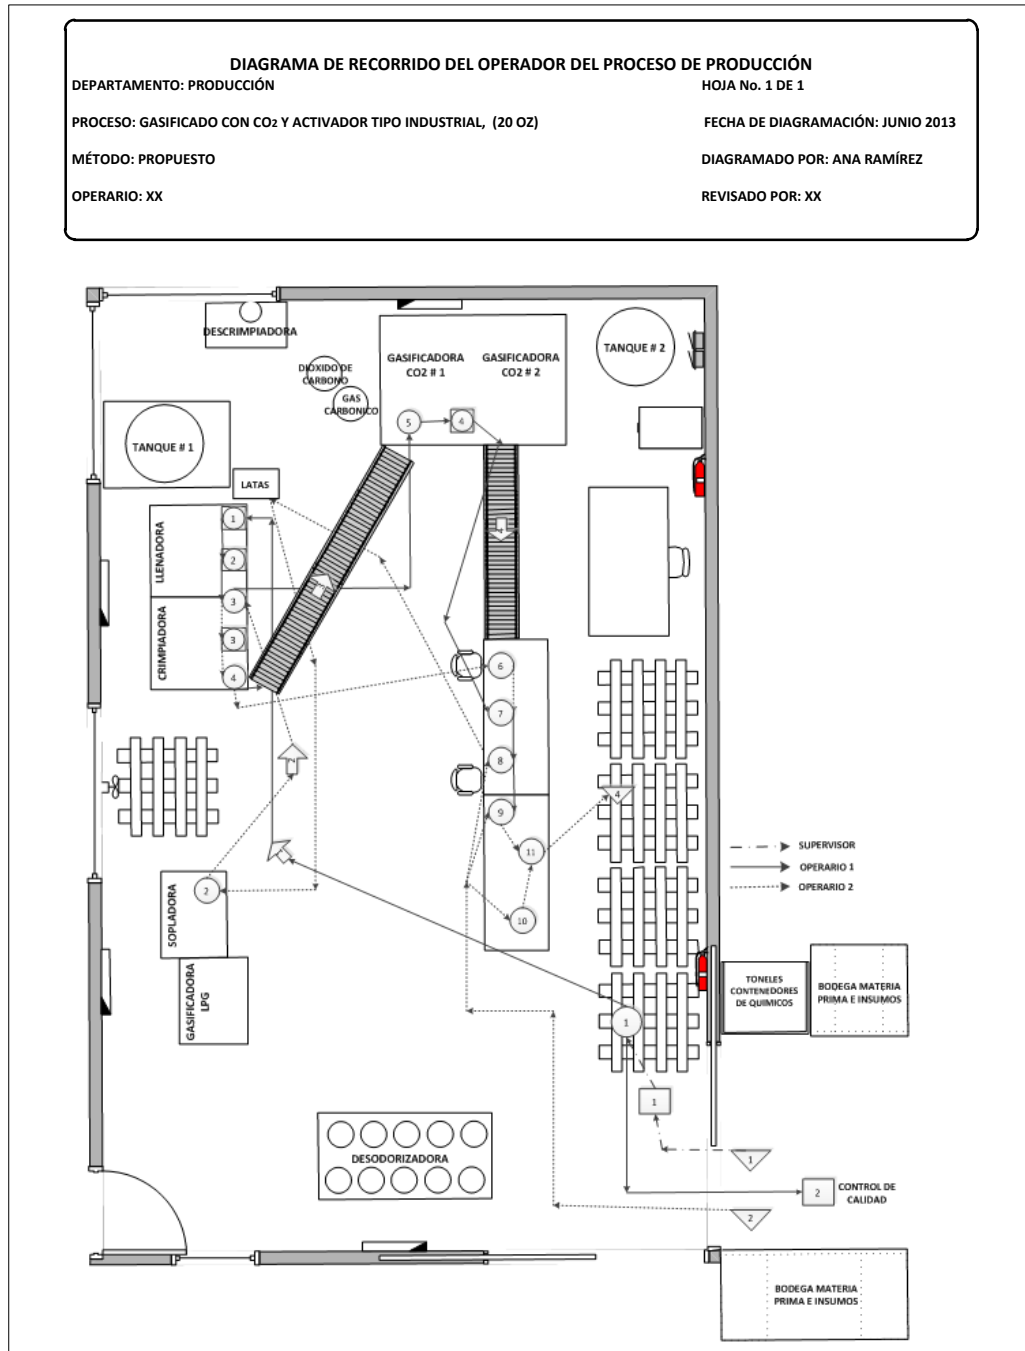 DIAGRAMA DE RECORRIDO DEL OPERADOR DEL PROCESO DE PRODUCCIÓN
DEPARTAMENTO: PRODUCCIÓN
HOJA No. 1 DE 1
PROCESO: GASIFICADO CON CO2 Y ACTIVADOR TIPO INDUSTRIAL, (20 OZ)
FECHA DE DIAGRAMACIÓN: JUNIO 2013
MÉTODO: PROPUESTO
DIAGRAMADO POR: ANA RAMÍREZ
OPERARIO: XX
REVISADO POR: XX
DESCRIMPIADORA
GASIFICADORA
CO2 # 1
GASIFICADORA
CO2 # 2
TANQUE # 2
DIOXIDO DE
CARBONO
GAS
CARBONICO
5
4
TANQUE # 1
LATAS
LLENADORA
1
2
3
CRIMPIADORA
3
4
4
6
7
8
9
11
10
4
2
SOPLADORA
2
GASIFICADORA
LPG
SUPERVISOR
OPERARIO 1
OPERARIO 2
TONELES
CONTENEDORES
DE QUIMICOS
BODEGA MATERIA
PRIMA E INSUMOS
1
1
DESODORIZADORA
1
2
CONTROL DE
CALIDAD
2
BODEGA MATERIA
PRIMA E INSUMOS